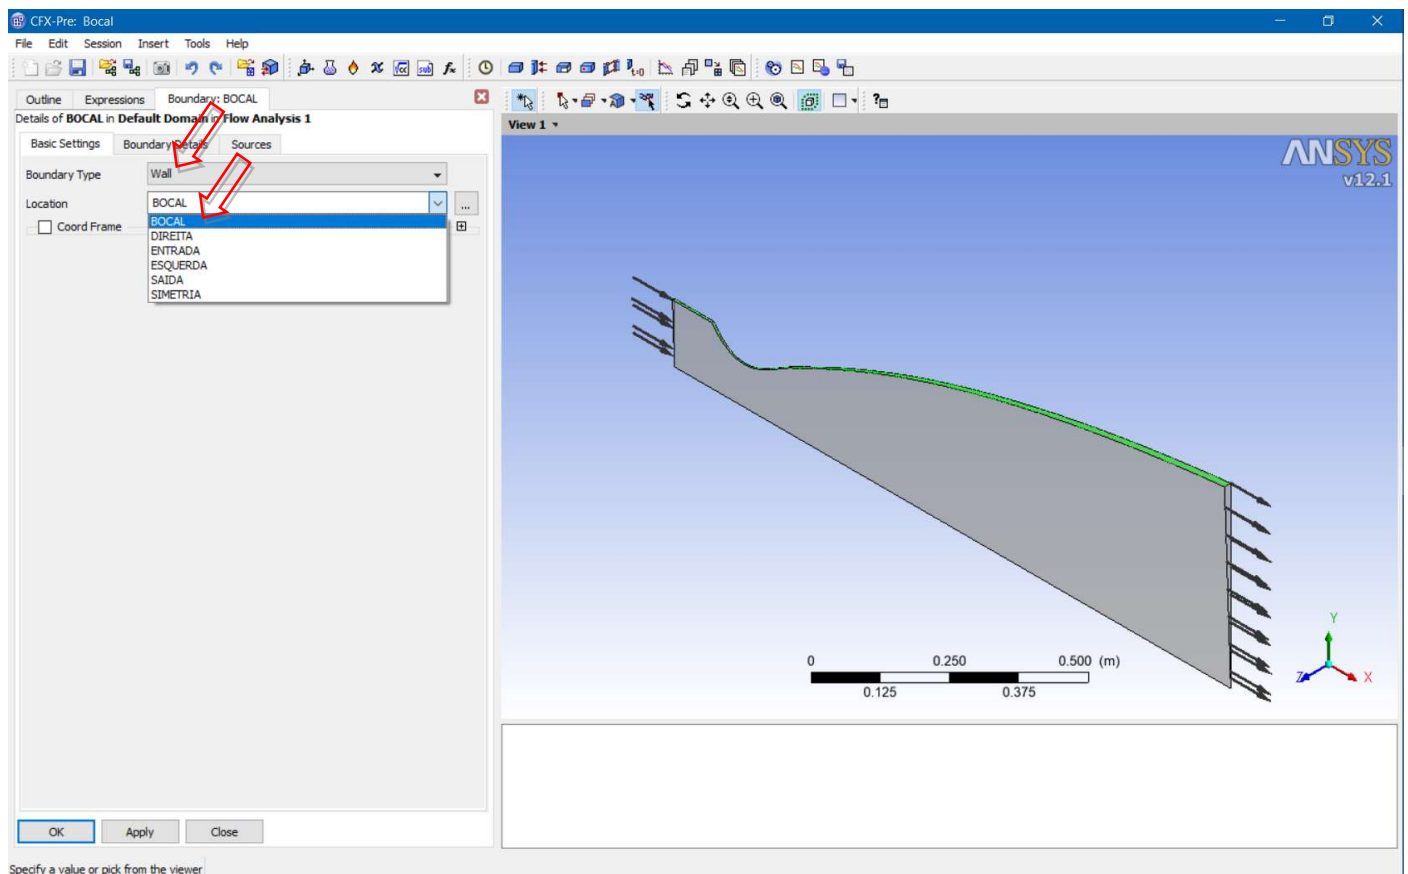 CFX-Pre: Bocal
File Edit Session Insert Tools Help
Outline Expressions Boundary: BOCAL
Details of BOCAL in Default Domain in Flow Analysis 1
Basic Settings Boundary Details Sources
Boundary Type Wall
Location BOCAL ...
Coord Frame
BOCAL
DIREITA
ENTRADA
ESQUERDA
SAIDA
SIMETRIA
OK Apply Close
Specify a value or pick from the viewer
View 1
ANSYS
v12.1
0 0.250 0.500 (m)
0.125 0.375
Y
Z X